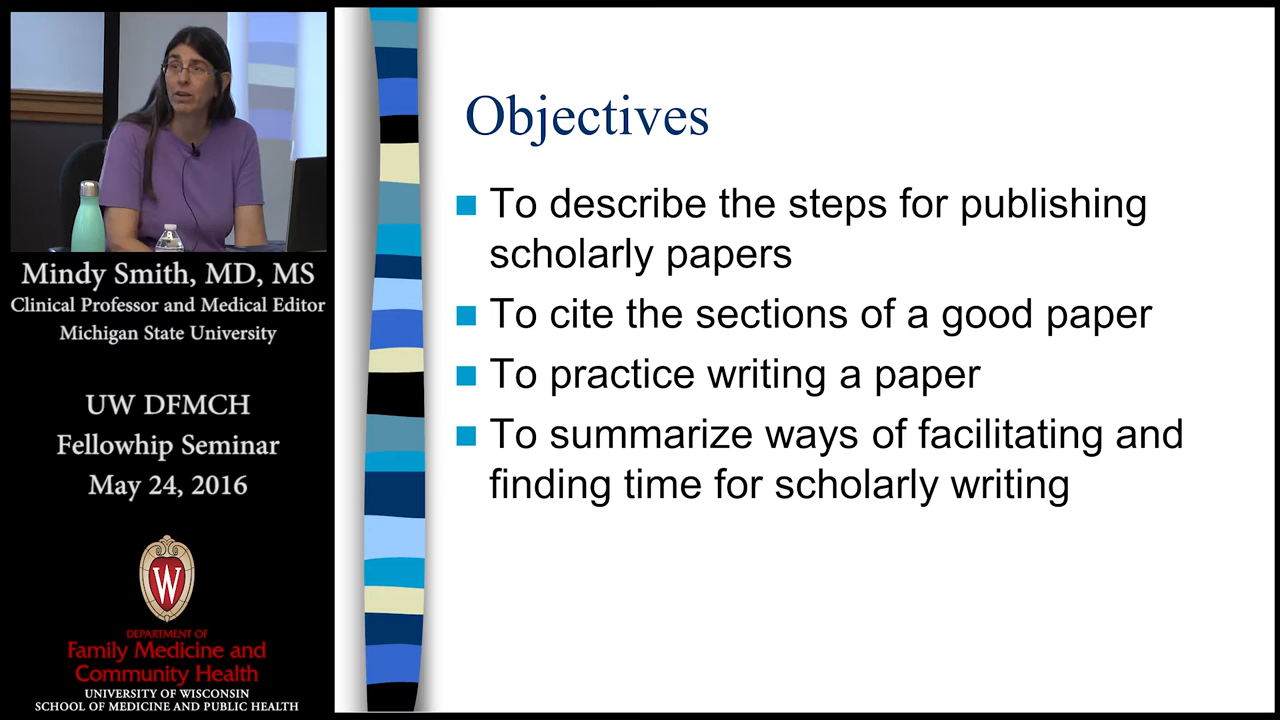 Mindy Smith, MD, MS
Clinical Professor and Medical Editor
Michigan State University
UW DFMCH
Fellowhip Seminar
May 24, 2016
W
DEPARTMENT OF
Family Medicine and
Community Health
UNIVERSITY OF WISCONSIN
SCHOOL OF MEDICINE AND PUBLIC HEALTH
Objectives
To describe the steps for publishing
scholarly papers
To cite the sections of a good paper
To practice writing a paper
To summarize ways of facilitating and
finding time for scholarly writing